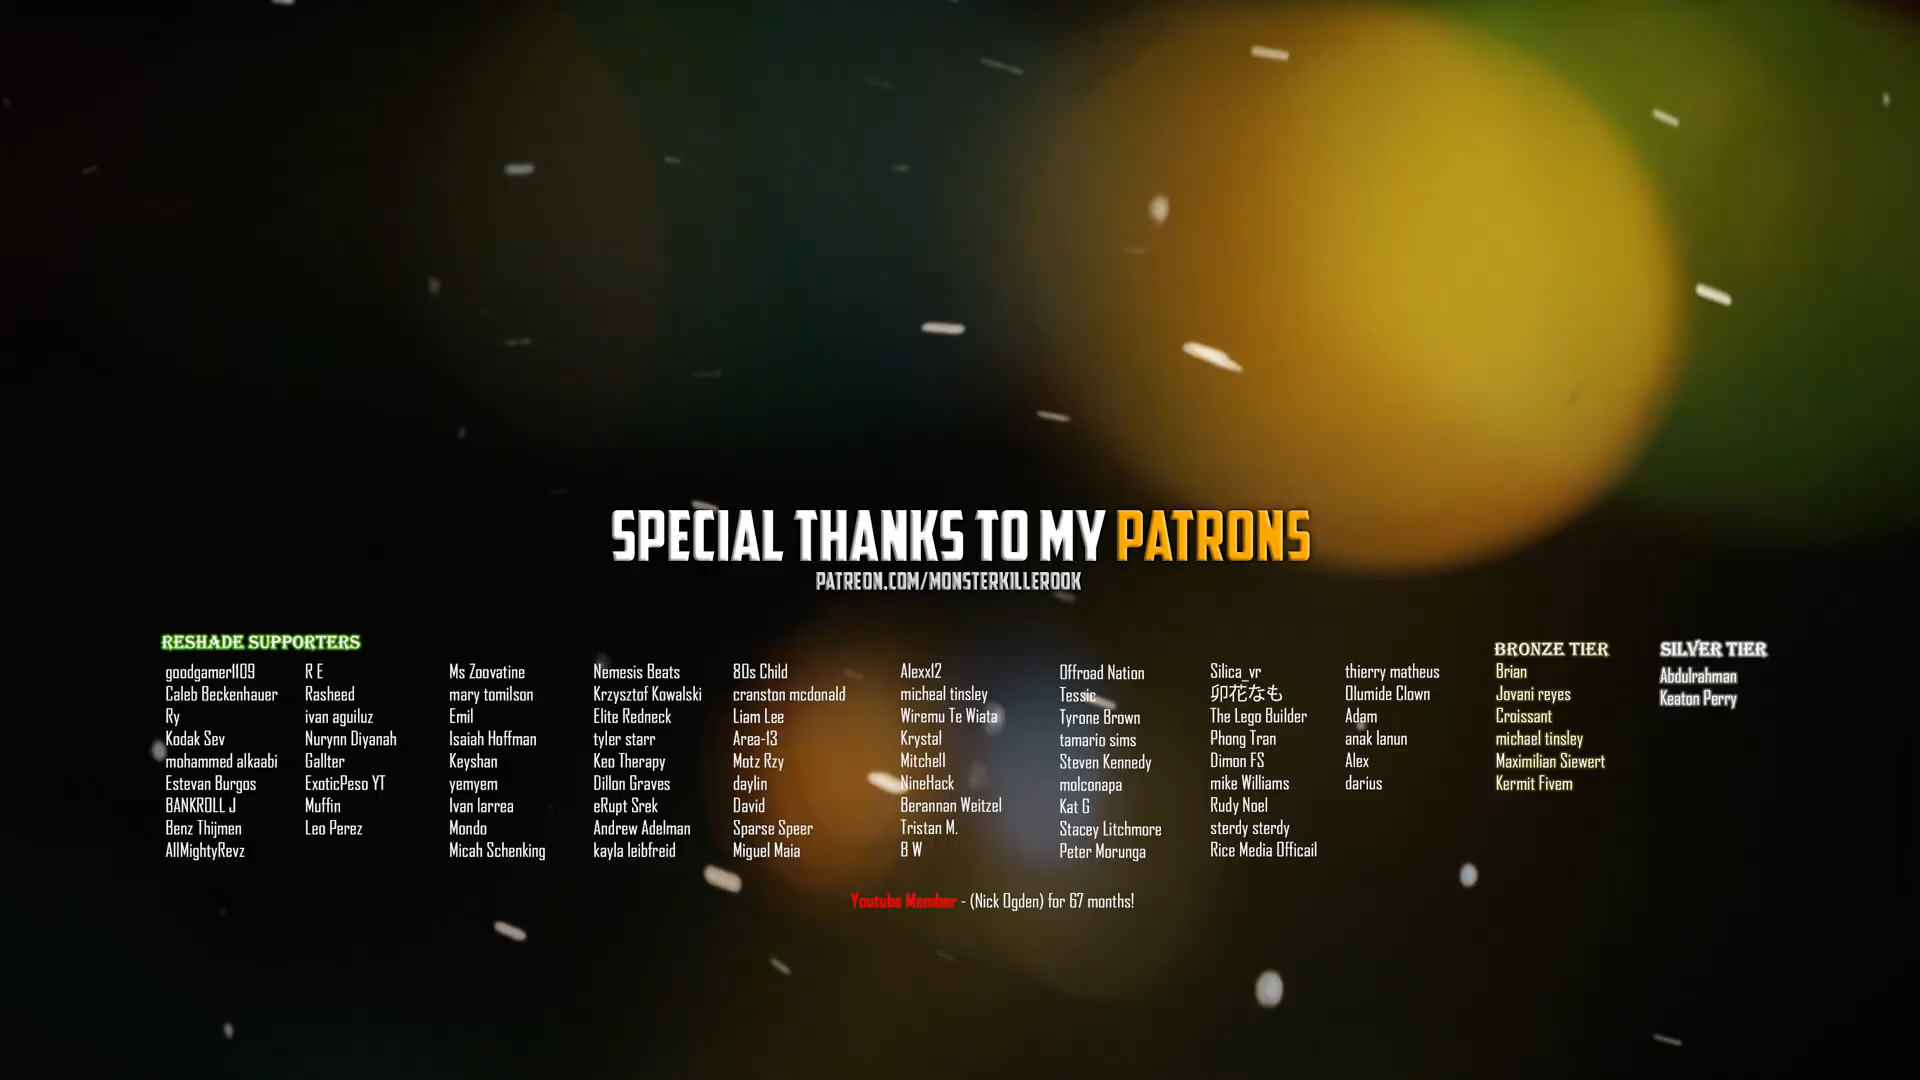 SPECIAL THANKS TO MY PATRONS
PATREON.COM/MONSTERKILLEROOK
RESHADE SUPPORTERS
goodgamer1109
Caleb Beckenhauer
Ry
Kodak Sev
mohammed alkaabi
Estevan Burgos
BANKROLL J
Benz Thijmen
AllMightyRevz
R E
Rasheed
ivan aguiluz
Nurynn Diyanah
Gallter
ExoticPeso YT
Muffin
Leo Perez
Ms Zoovatine
mary tomilson
Emil
Isaiah Hoffman
Keyshan
yemyem
Ivan larrea
Mondo
Micah Schenking
Nemesis Beats
Krzysztof Kowalski
Elite Redneck
tyler starr
Keo Therapy
Dillon Graves
eRupt Srek
Andrew Adelman
kayla leibfreid
80s Child
cranston mcdonald
Liam Lee
Area-13
Motz Rzy
daylin
David
Sparse Speer
Miguel Maia
Alexx12
micheal tinsley
Wiremu Te Wiata
Krystal
Mitchell
NineHack
Berannan Weitzel
Tristan M.
B W
Offroad Nation
Tessic
Tyrone Brown
tamario sims
Steven Kennedy
molconapa
Kat G
Stacey Litchmore
Peter Morunga
Silica_vr
卯花なも
The Lego Builder
Phong Tran
Dimon FS
mike Williams
Rudy Noel
sterdy sterdy
Rice Media Officail
thierry matheus
Olumide Clown
Adam
anak lanun
Alex
darius
BRONZE TIER
Brian
Jovani reyes
Croissant
michael tinsley
Maximilian Siewert
Kermit Fivem
SILVER TIER
Abdulrahman
Keaton Perry
Youtube Member - (Nick Ogden) for 67 months!